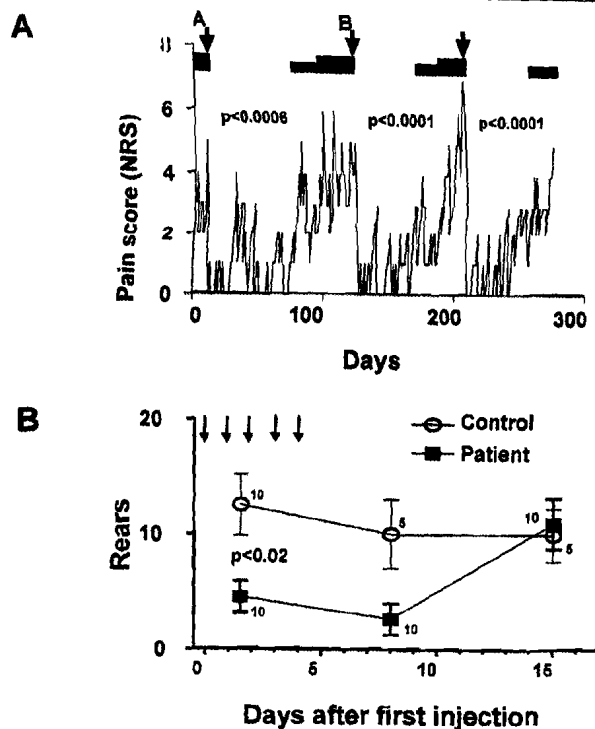 A
A B
8
p<0.0006 p<0.0001 p<0.0001
6
4
2
0
Pain score (NRS)
0 100 200 300
Days
B
20
Control
Patient
10
5
10
5
10
p<0.02
10
10
0
Rears
0 5 10 15
Days after first injection